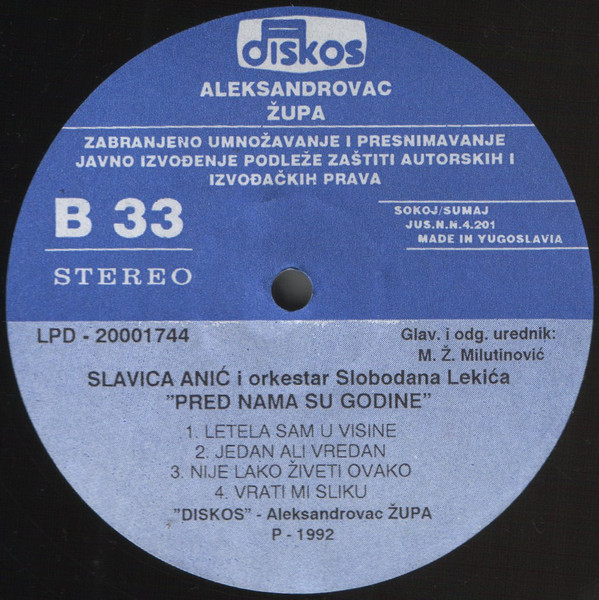 diskos
ALEKSANDROVAC
ŽUPA
ZABRANJENO UMNOŽAVANJE I PRESNIMAVANJE
JAVNO IZVOĐENJE PODLEŽE ZAŠTITI AUTORSKIH I
IZVOĐAČKIH PRAVA
B 33
STEREO
SOKOJ/SUMAJ
JUS.N.N.4.201
MADE IN YUGOSLAVIA
LPD - 20001744
Glav. i odg. urednik:
M. Ž. Milutinović
SLAVICA ANIĆ i orkestar Slobodana Lekića
"PRED NAMA SU GODINE"
1. LETELA SAM U VISINE
2. JEDAN ALI VREDAN
3. NIJE LAKO ŽIVETI OVAKO
4. VRATI MI SLIKU
"DISKOS" - Aleksandrovac ŽUPA
P - 1992